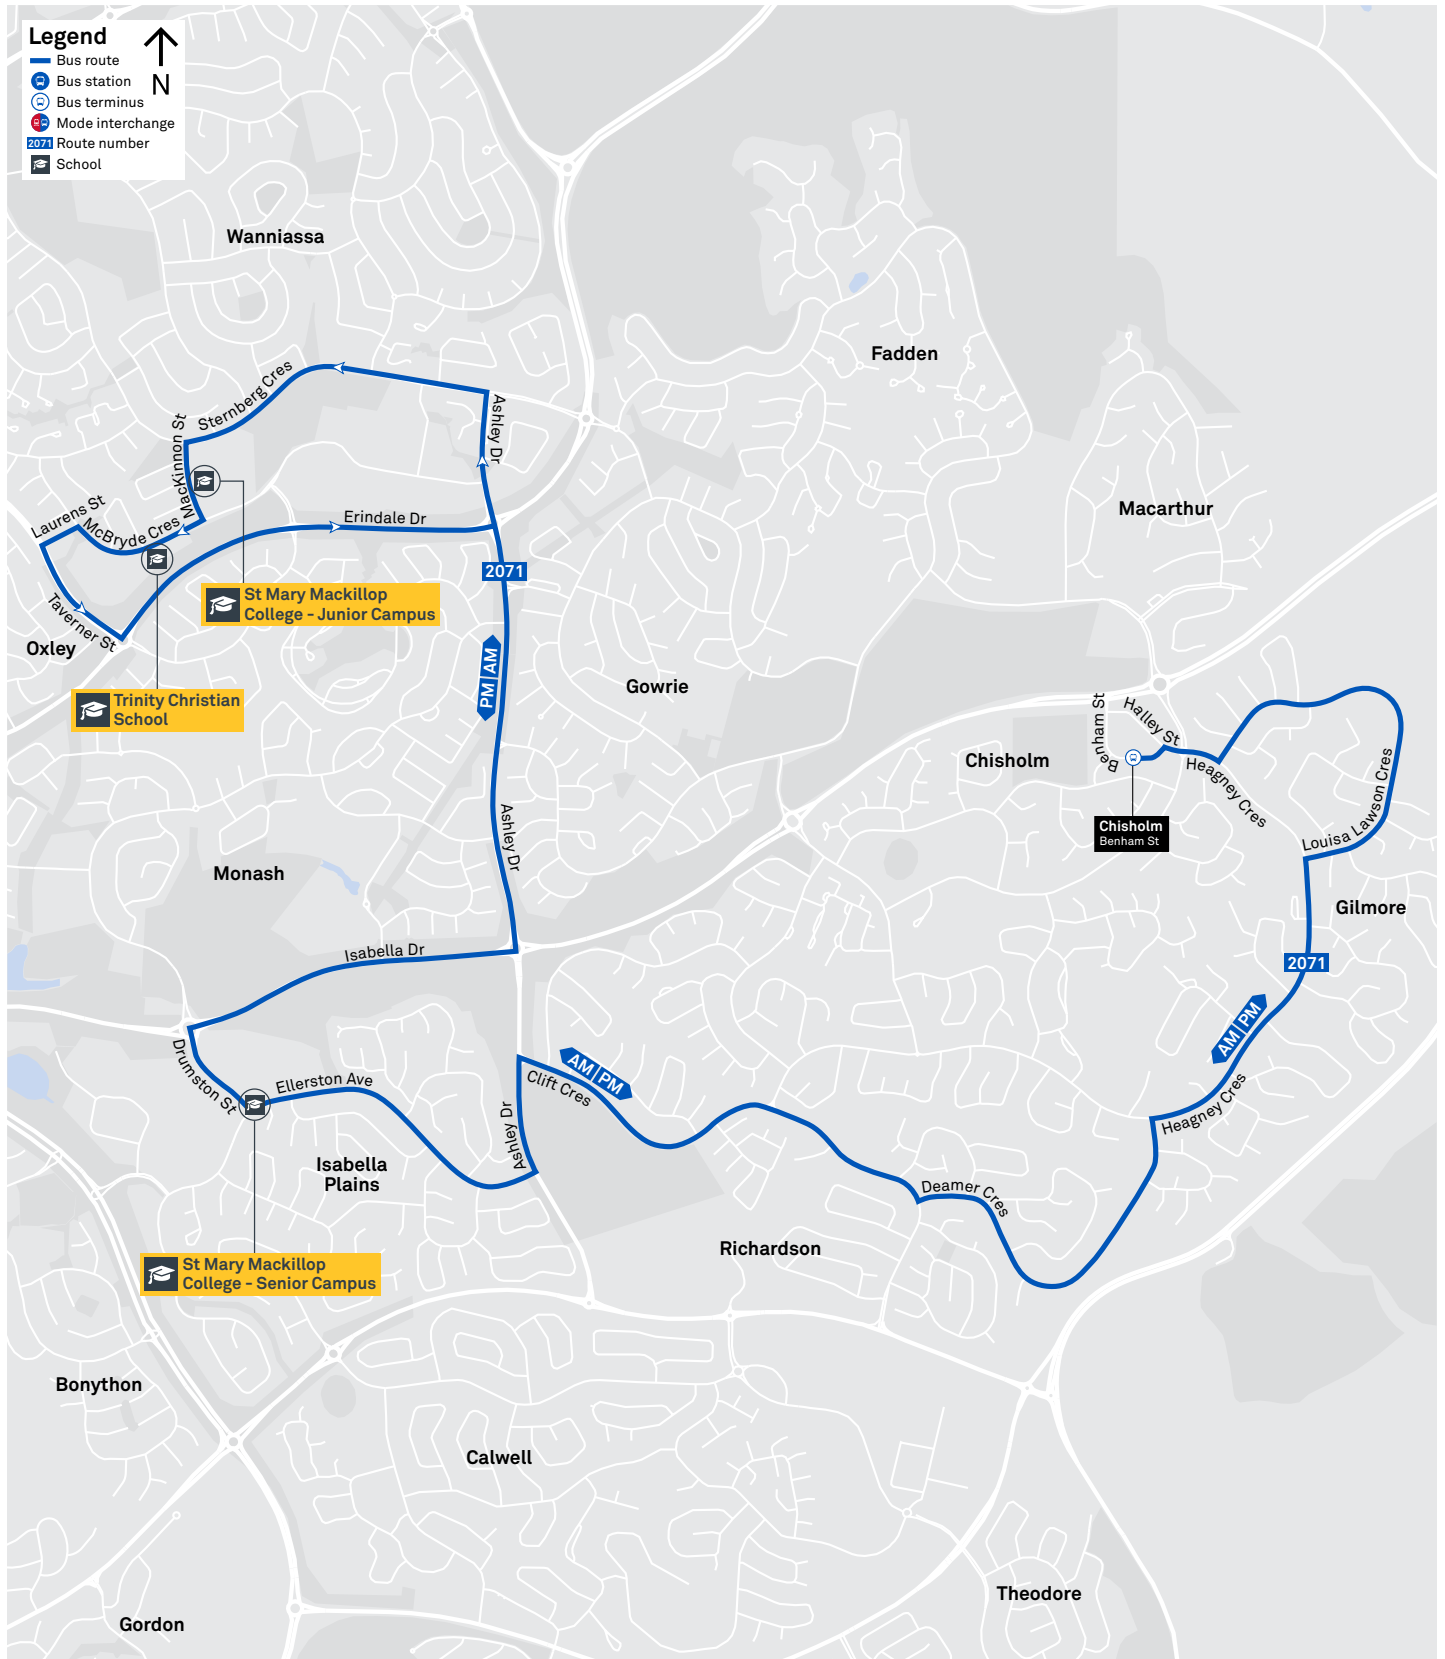 Legend
N
Bus route
Bus station
Bus terminus
Mode interchange
2071 Route number
School
Wanniassa
Fadden
Sternberg Cres
Ashley Dr
MacKinnon St
Laurens St
McBryde Cres
Erindale Dr
Macarthur
2071
St Mary Mackillop
College - Junior Campus
Taverner St
Oxley
PM | AM
Gowrie
Trinity Christian
School
Benham St
Halley St
Chisholm
Heagney Cres
Louisa Lawson Cres
Chisholm
Benham St
Ashley Dr
Monash
Gilmore
Isabella Dr
2071
AM | PM
Drumston St
Ellerston Ave
AM | PM
Clift Cres
Ashley Dr
Heagney Cres
Isabella
Plains
Deamer Cres
Richardson
St Mary Mackillop
College - Senior Campus
Bonython
Calwell
Theodore
Gordon